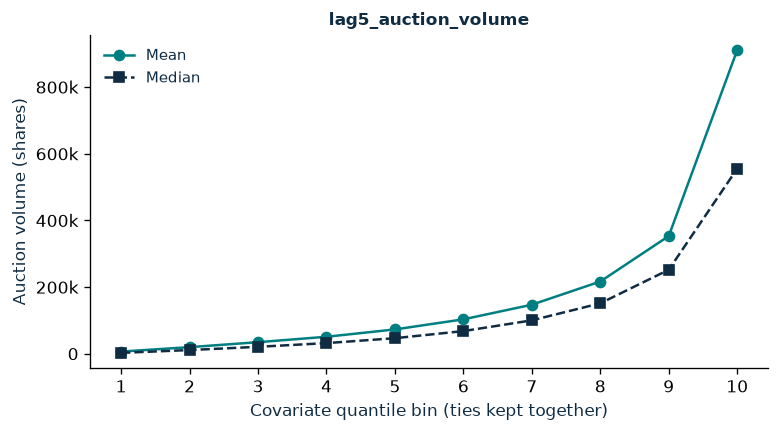 lag5_auction_volume
Mean
Median
Auction volume (shares)
800k
600k
400k
200k
0
1 2 3 4 5 6 7 8 9 10
Covariate quantile bin (ties kept together)